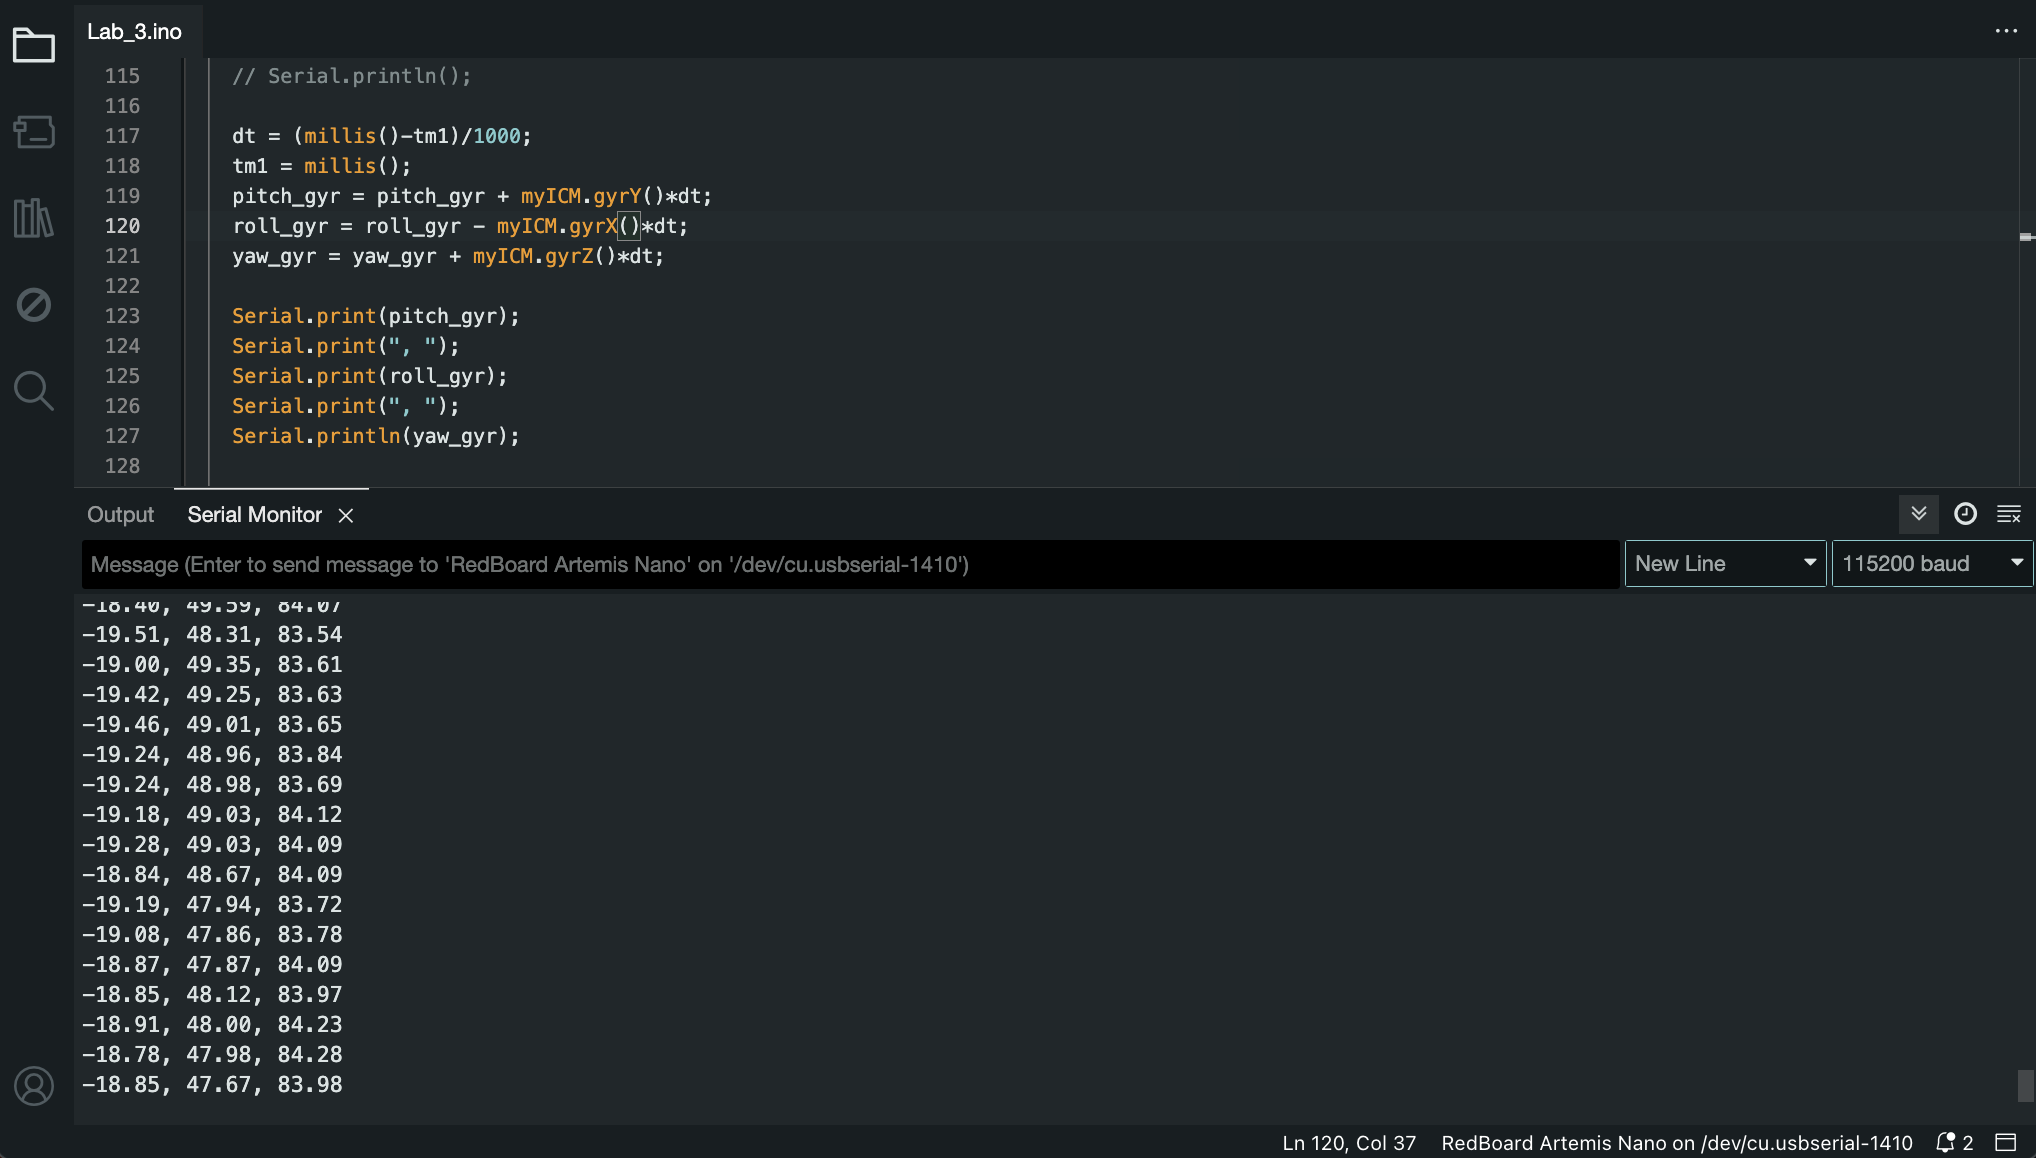 Lab_3.ino
115 // Serial.println();
116
117 dt = (millis()-tm1)/1000;
118 tm1 = millis();
119 pitch_gyr = pitch_gyr + myICM.gyrY()*dt;
120 roll_gyr = roll_gyr - myICM.gyrX()*dt;
121 yaw_gyr = yaw_gyr + myICM.gyrZ()*dt;
122
123 Serial.print(pitch_gyr);
124 Serial.print(", ");
125 Serial.print(roll_gyr);
126 Serial.print(", ");
127 Serial.println(yaw_gyr);
128
Output Serial Monitor
Message (Enter to send message to 'RedBoard Artemis Nano' on '/dev/cu.usbserial-1410') New Line 115200 baud
-18.40, 49.59, 84.07
-19.51, 48.31, 83.54
-19.00, 49.35, 83.61
-19.42, 49.25, 83.63
-19.46, 49.01, 83.65
-19.24, 48.96, 83.84
-19.24, 48.98, 83.69
-19.18, 49.03, 84.12
-19.28, 49.03, 84.09
-18.84, 48.67, 84.09
-19.19, 47.94, 83.72
-19.08, 47.86, 83.78
-18.87, 47.87, 84.09
-18.85, 48.12, 83.97
-18.91, 48.00, 84.23
-18.78, 47.98, 84.28
-18.85, 47.67, 83.98
Ln 120, Col 37 RedBoard Artemis Nano on /dev/cu.usbserial-1410 2